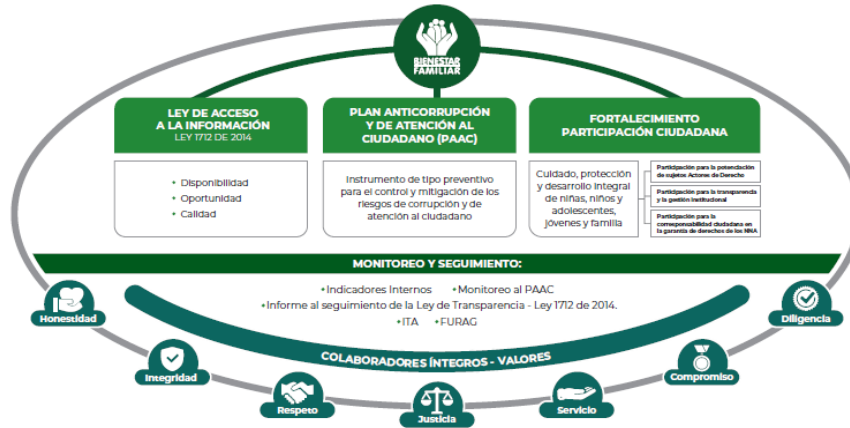 BIENESTAR
FAMILIAR
LEY DE ACCESO
A LA INFORMACIÓN
LEY 1712 DE 2014
• Disponibilidad
• Oportunidad
• Calidad
PLAN ANTICORRUPCIÓN
Y DE ATENCIÓN AL
CIUDADANO (PAAC)
Instrumento de tipo preventivo
para el control y mitigación de los
riesgos de corrupción y de
atención al ciudadano
FORTALECIMIENTO
PARTICIPACIÓN CIUDADANA
Cuidado, protección
y desarrollo integral
de niñas, niños y
adolescentes,
jóvenes y familia
Participación para la potenciación
de sujetos Actores de Derecho
Participación para la transparencia
y la gestión institucional
Participación para la
corresponsabilidad ciudadana en
la garantía de derechos de los NNA
MONITOREO Y SEGUIMIENTO:
•Indicadores Internos •Monitoreo al PAAC
•Informe al seguimiento de la Ley de Transparencia - Ley 1712 de 2014.
•ITA •FURAG
COLABORADORES ÍNTEGROS - VALORES
Honestidad
Integridad
Respeto
Justicia
Servicio
Compromiso
Diligencia